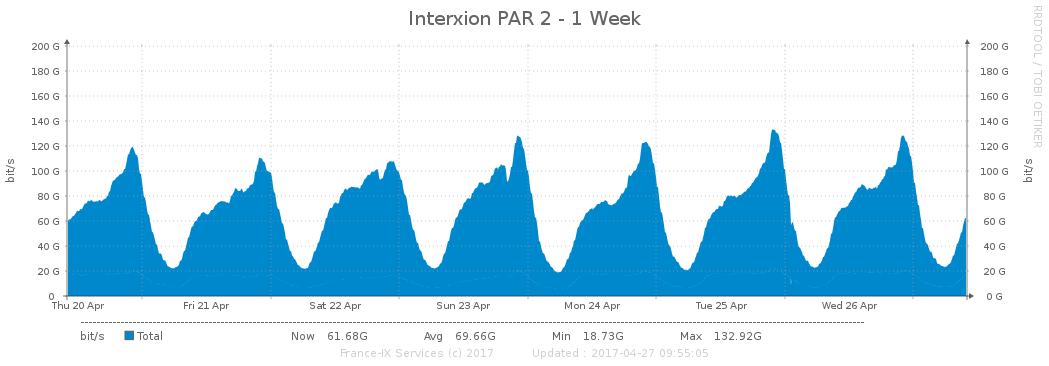 Interxion PAR 2 - 1 Week
RRDTOOL / TOBI OETIKER
200 G 200 G
180 G 180 G
160 G 160 G
140 G 140 G
120 G 120 G
100 G 100 G
80 G 80 G
60 G 60 G
40 G 40 G
20 G 20 G
0 0 G
bit/s
bit/s
Thu 20 Apr Fri 21 Apr Sat 22 Apr Sun 23 Apr Mon 24 Apr Tue 25 Apr Wed 26 Apr
bit/s Total Now 61.68G Avg 69.66G Min 18.73G Max 132.92G
France-IX Services (c) 2017 Updated : 2017-04-27 09:55:05